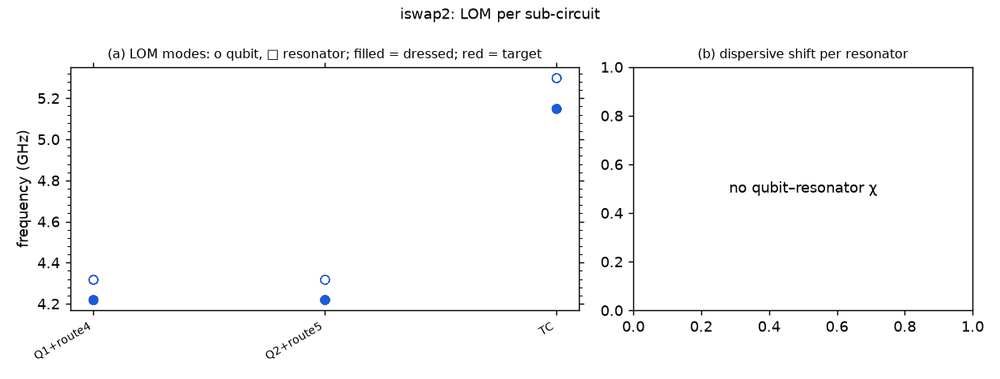 iswap2: LOM per sub-circuit
(a) LOM modes: o qubit, □ resonator; filled = dressed; red = target
frequency (GHz)
5.2
5.0
4.8
4.6
4.4
4.2
Q1+route4
Q2+route5
TC
(b) dispersive shift per resonator
1.0
0.8
0.6
0.4
0.2
0.0
no qubit–resonator χ
0.0 0.2 0.4 0.6 0.8 1.0